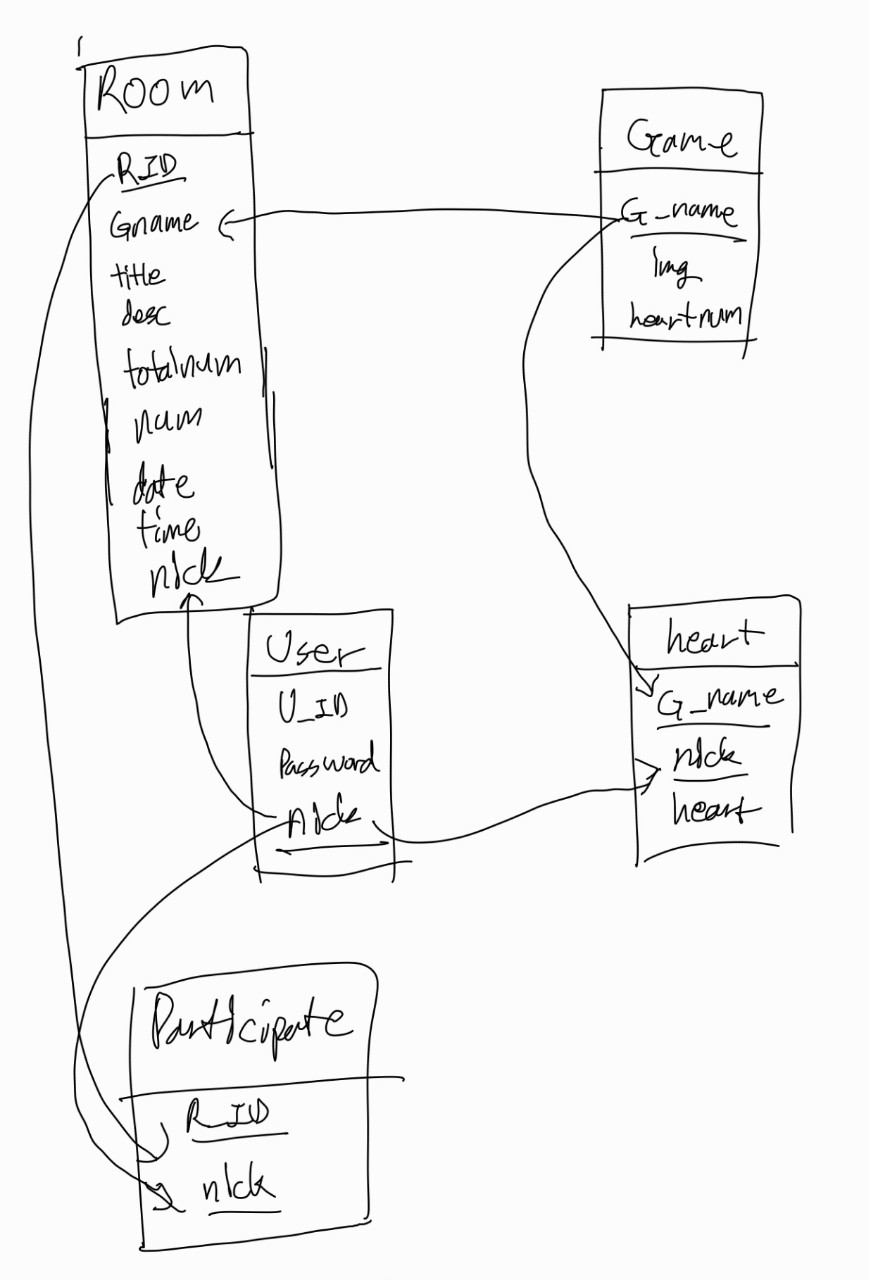 Room
RID
Gname
title
desc
totalnum
num
date
time
nick
Game
G_name
Img
heartnum
User
U_ID
Password
nick
heart
G_name
nick
heart
Participate
R_ID
nick